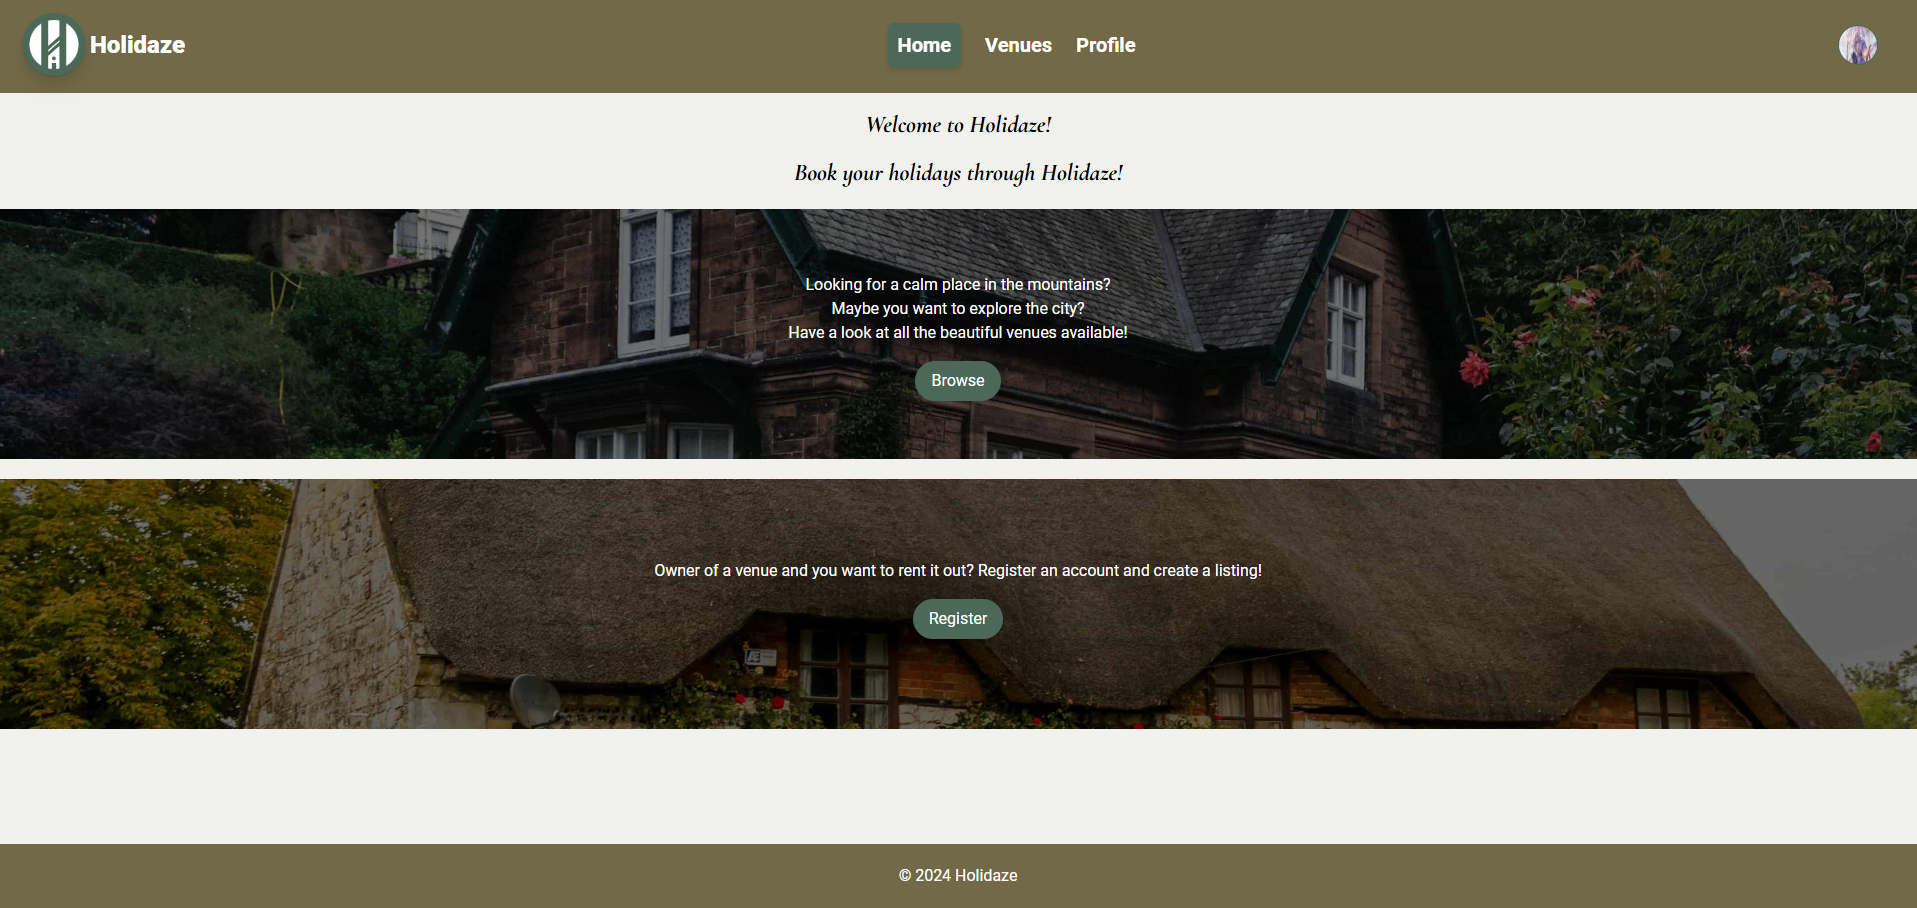 Holidaze
Home
Venues
Profile
Welcome to Holidaze!
Book your holidays through Holidaze!
Looking for a calm place in the mountains?
Maybe you want to explore the city?
Have a look at all the beautiful venues available!
Browse
Owner of a venue and you want to rent it out? Register an account and create a listing!
Register
© 2024 Holidaze